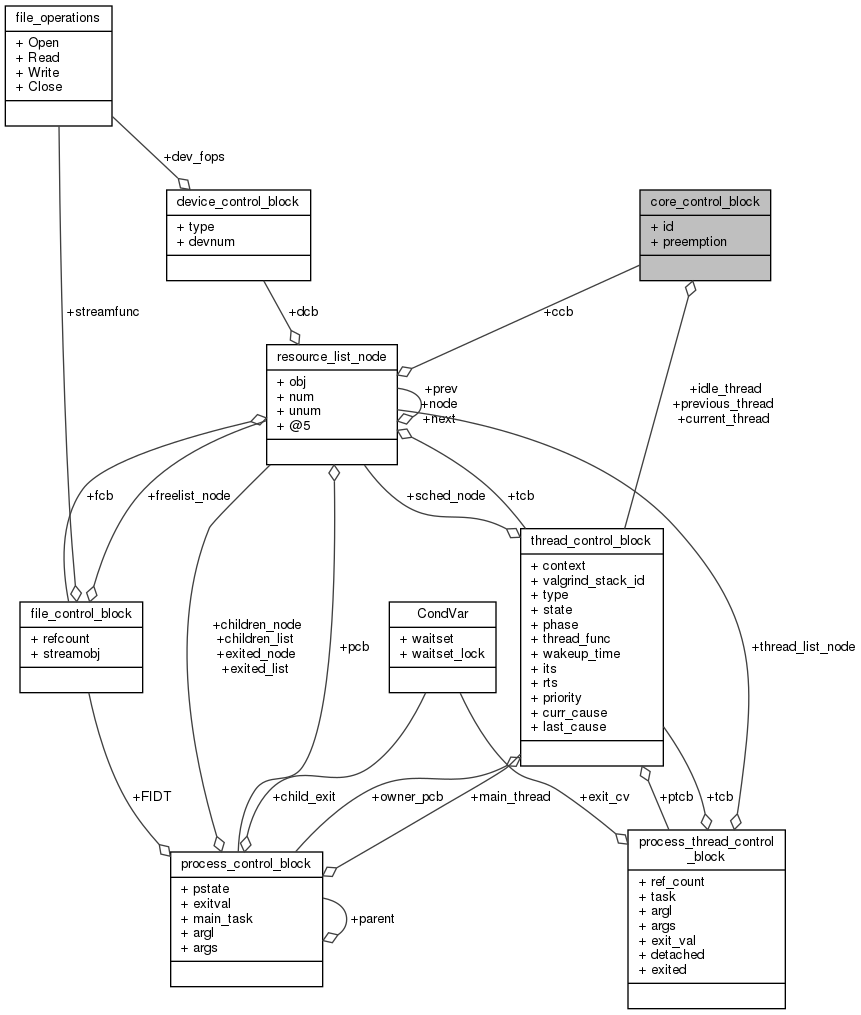 file_operations
+ Open
+ Read
+ Write
+ Close
+dev_fops
device_control_block
+ type
+ devnum
core_control_block
+ id
+ preemption
+streamfunc
+dcb
+ccb
resource_list_node
+ obj
+ num
+ unum
+ @5
+prev
+node
+next
+idle_thread
+previous_thread
+current_thread
+fcb
+freelist_node
+sched_node
+tcb
thread_control_block
+ context
+ valgrind_stack_id
+ type
+ state
+ phase
+ thread_func
+ wakeup_time
+ its
+ rts
+ priority
+ curr_cause
+ last_cause
file_control_block
+ refcount
+ streamobj
+children_node
+children_list
+exited_node
+exited_list
+pcb
CondVar
+ waitset
+ waitset_lock
+thread_list_node
+FIDT
+child_exit
+owner_pcb
+main_thread
+exit_cv
+ptcb
+tcb
process_control_block
+ pstate
+ exitval
+ main_task
+ argl
+ args
+parent
process_thread_control
_block
+ ref_count
+ task
+ argl
+ args
+ exit_val
+ detached
+ exited